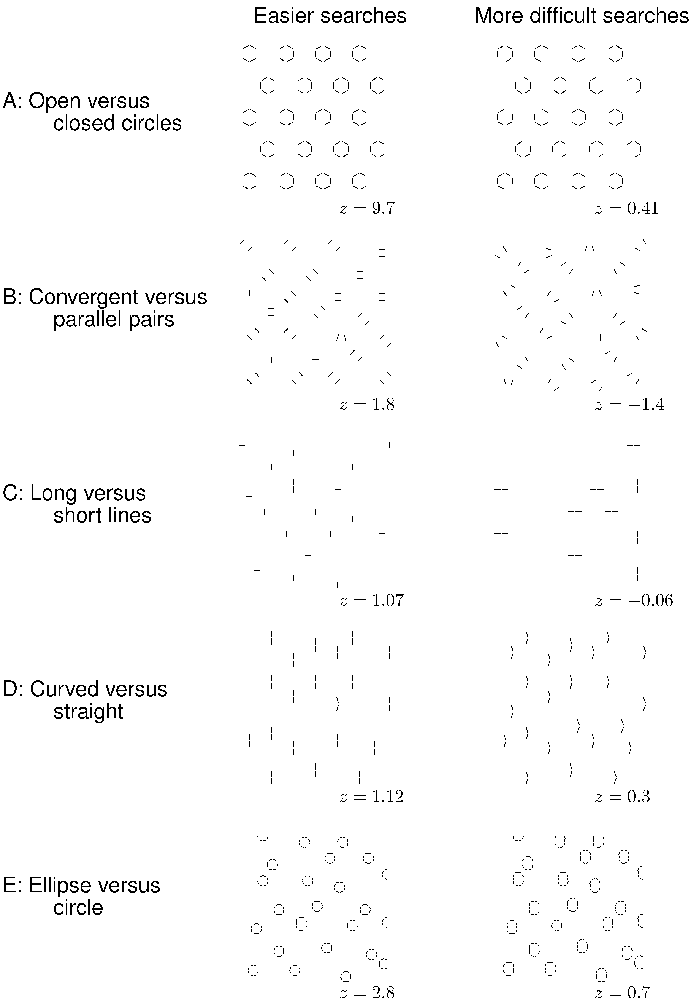 Easier searches
More difficult searches
A: Open versus
closed circles
z = 9.7
z = 0.41
B: Convergent versus
parallel pairs
z = 1.8
z = −1.4
C: Long versus
short lines
z = 1.07
z = −0.06
D: Curved versus
straight
z = 1.12
z = 0.3
E: Ellipse versus
circle
z = 2.8
z = 0.7